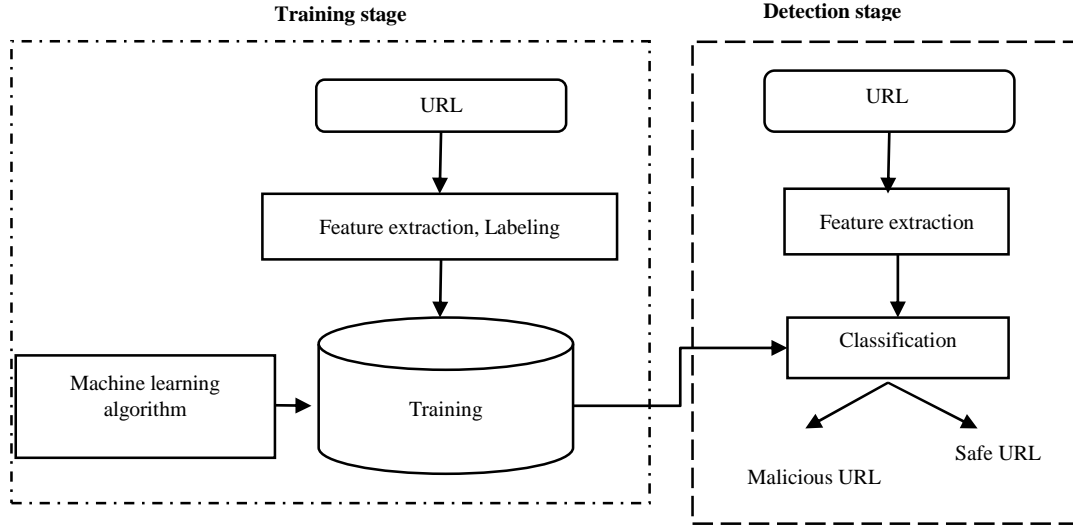 Training stage
Detection stage
URL
URL
Feature extraction, Labeling
Feature extraction
Classification
Machine learning
algorithm
Training
Safe URL
Malicious URL